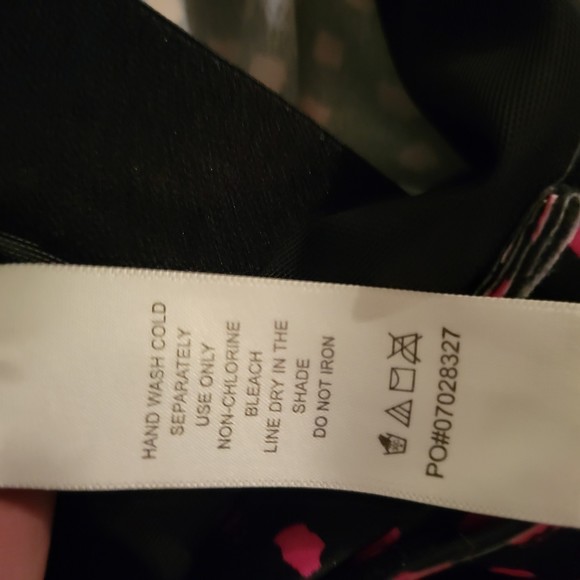 HAND WASH COLD
SEPARATELY
USE ONLY
NON-CHLORINE
BLEACH
LINE DRY IN THE
SHADE
DO NOT IRON
PO#07028327